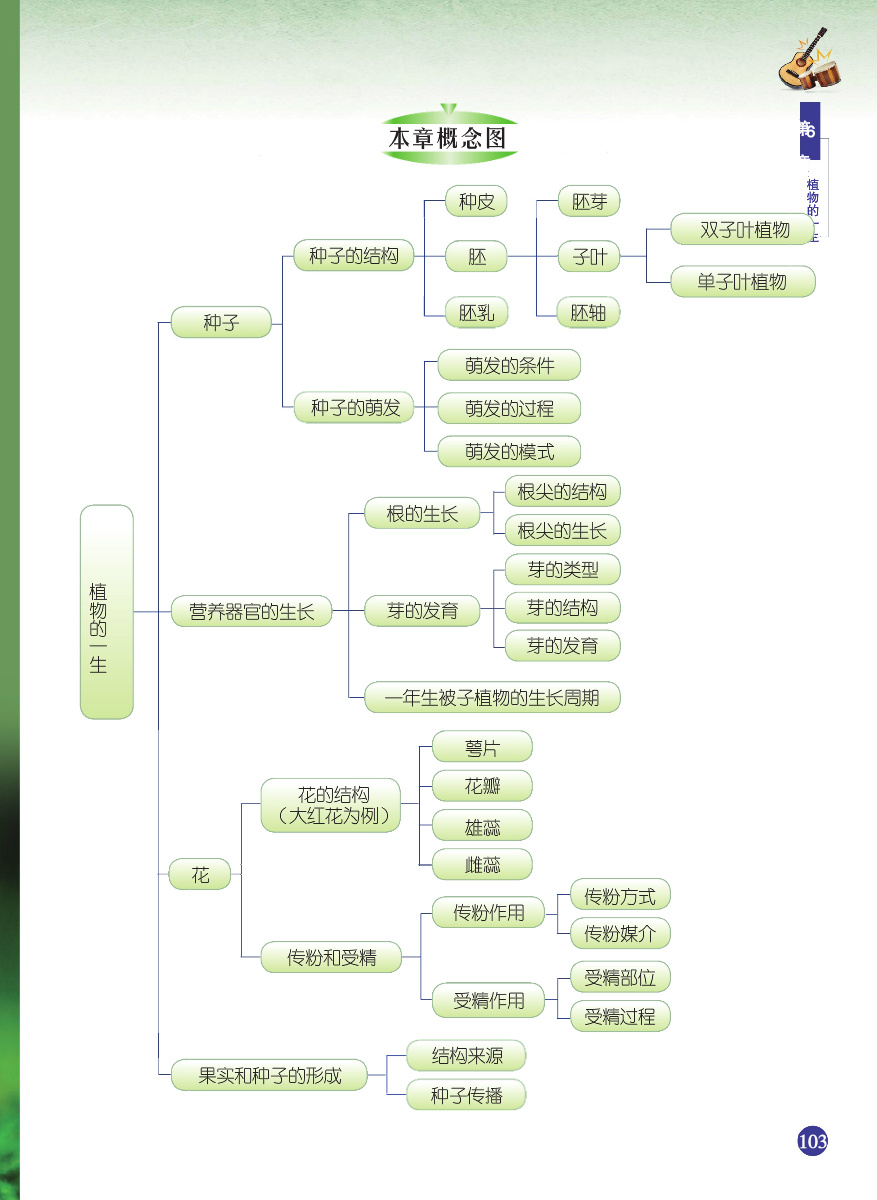 本章概念图
第6章
植物的一生
种皮
胚芽
双子叶植物
种子的结构
胚
子叶
单子叶植物
胚乳
胚轴
种子
萌发的条件
种子的萌发
萌发的过程
萌发的模式
根尖的结构
根的生长
根尖的生长
芽的类型
植物的一生
营养器官的生长
芽的发育
芽的结构
芽的发育
一年生被子植物的生长周期
萼片
花的结构
（大红花为例）
花瓣
雄蕊
雌蕊
花
传粉作用
传粉方式
传粉媒介
传粉和受精
受精作用
受精部位
受精过程
果实和种子的形成
结构来源
种子传播
103